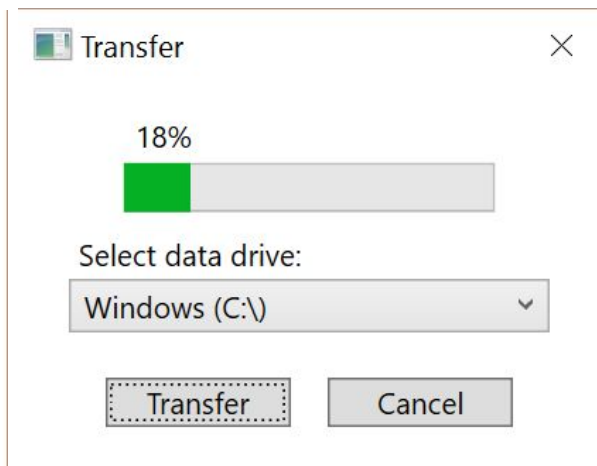 Transfer
18%
Select data drive:
Windows (C:\)
Transfer Cancel